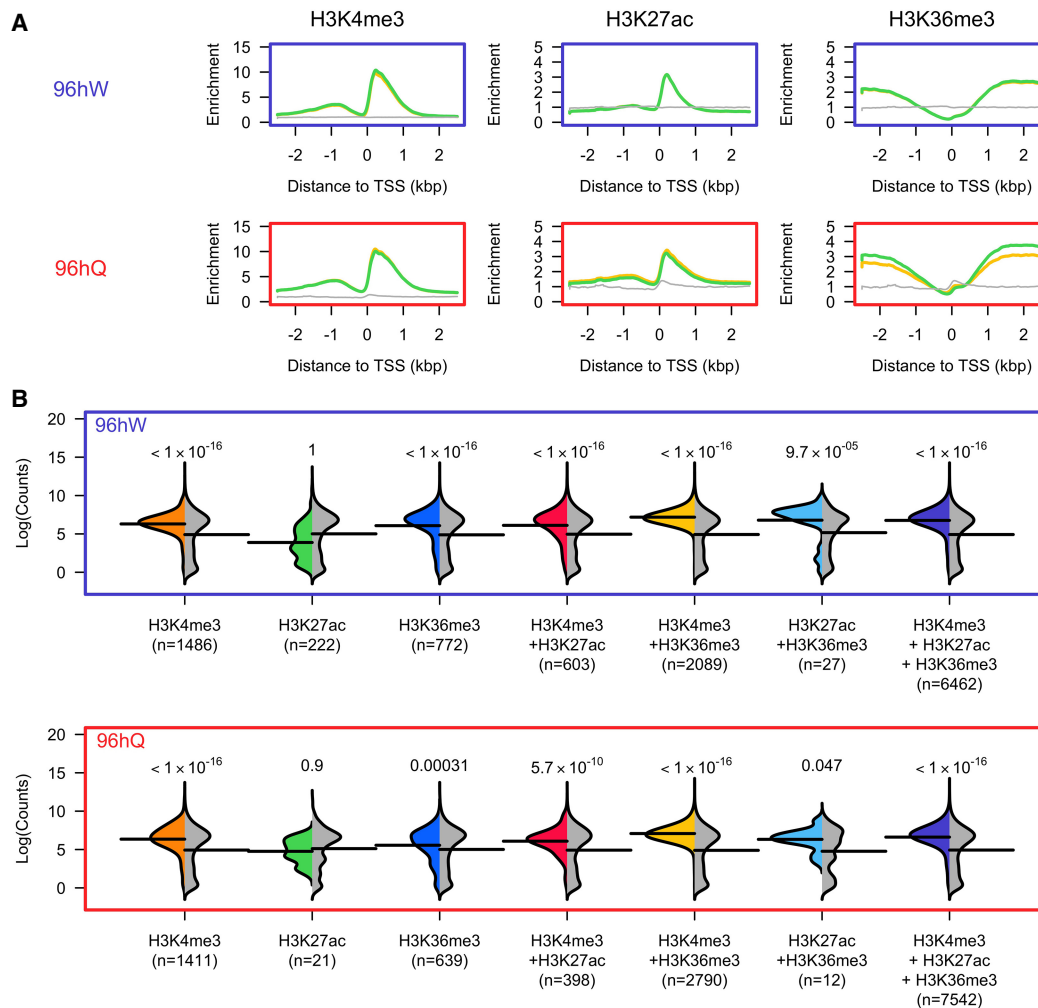 A
H3K4me3
H3K27ac
H3K36me3
96hW
Enrichment
15
10
5
0
-2 -1 0 1 2
Distance to TSS (kbp)
Enrichment
5
4
3
2
1
0
-2 -1 0 1 2
Distance to TSS (kbp)
Enrichment
5
4
3
2
1
0
-2 -1 0 1 2
Distance to TSS (kbp)
96hQ
Enrichment
15
10
5
0
-2 -1 0 1 2
Distance to TSS (kbp)
Enrichment
5
4
3
2
1
0
-2 -1 0 1 2
Distance to TSS (kbp)
Enrichment
5
4
3
2
1
0
-2 -1 0 1 2
Distance to TSS (kbp)
B
96hW
Log(Counts)
20
15
10
5
0
< 1 × 10⁻¹⁶ 1 < 1 × 10⁻¹⁶ < 1 × 10⁻¹⁶ < 1 × 10⁻¹⁶ 9.7 × 10⁻⁰⁵ < 1 × 10⁻¹⁶
H3K4me3
(n=1486)
H3K27ac
(n=222)
H3K36me3
(n=772)
H3K4me3
+H3K27ac
(n=603)
H3K4me3
+H3K36me3
(n=2089)
H3K27ac
+H3K36me3
(n=27)
H3K4me3
+ H3K27ac
+ H3K36me3
(n=6462)
96hQ
Log(Counts)
20
15
10
5
0
< 1 × 10⁻¹⁶ 0.9 0.00031 5.7 × 10⁻¹⁰ < 1 × 10⁻¹⁶ 0.047 < 1 × 10⁻¹⁶
H3K4me3
(n=1411)
H3K27ac
(n=21)
H3K36me3
(n=639)
H3K4me3
+H3K27ac
(n=398)
H3K4me3
+H3K36me3
(n=2790)
H3K27ac
+H3K36me3
(n=12)
H3K4me3
+ H3K27ac
+ H3K36me3
(n=7542)